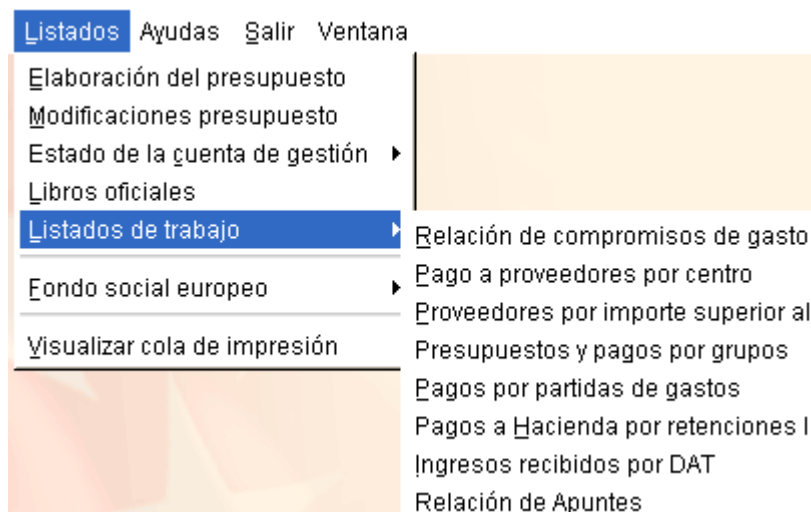 Listados Ayudas Salir Ventana
Elaboración del presupuesto
Modificaciones presupuesto
Estado de la cuenta de gestión
Libros oficiales
Listados de trabajo
Fondo social europeo
Visualizar cola de impresión
Relación de compromisos de gasto
Pago a proveedores por centro
Proveedores por importe superior al
Presupuestos y pagos por grupos
Pagos por partidas de gastos
Pagos a Hacienda por retenciones I
Ingresos recibidos por DAT
Relación de Apuntes